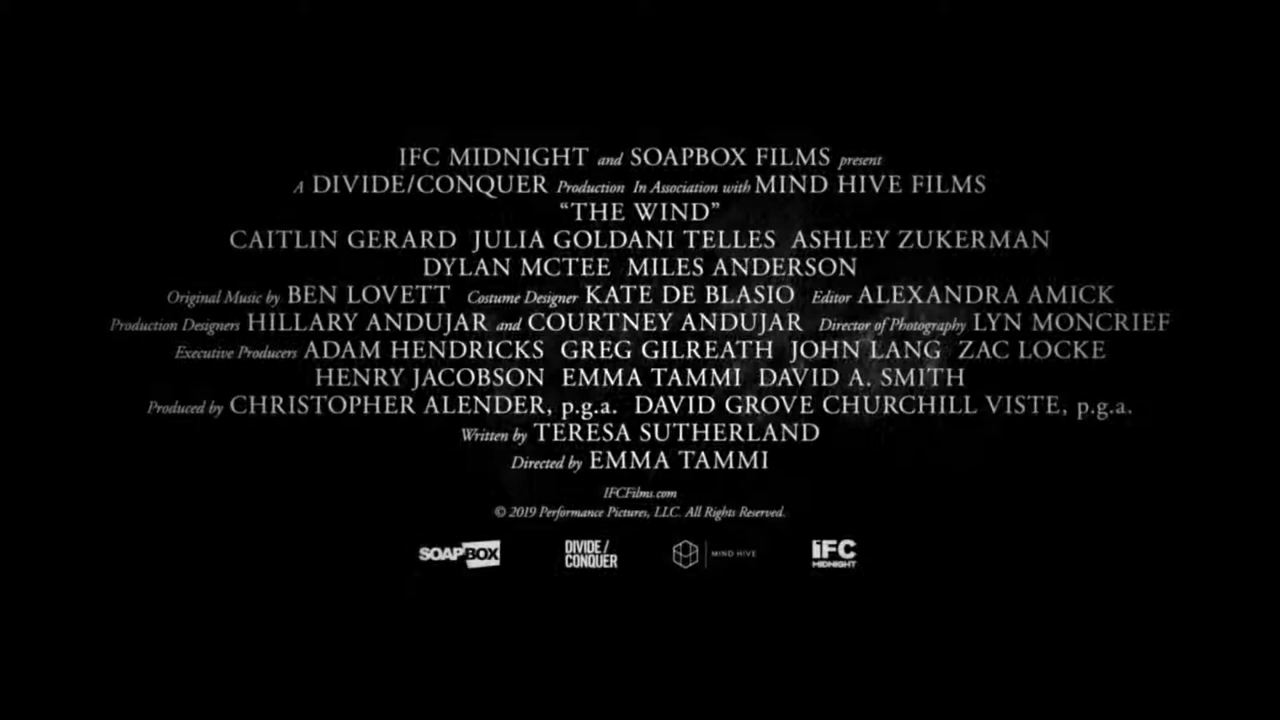 IFC MIDNIGHT and SOAPBOX FILMS present
A DIVIDE/CONQUER Production In Association with MIND HIVE FILMS
“THE WIND”
CAITLIN GERARD JULIA GOLDANI TELLES ASHLEY ZUKERMAN
DYLAN MCTEE MILES ANDERSON
Original Music by BEN LOVETT Costume Designer KATE DE BLASIO Editor ALEXANDRA AMICK
Production Designers HILLARY ANDUJAR and COURTNEY ANDUJAR Director of Photography LYN MONCRIEF
Executive Producers ADAM HENDRICKS GREG GILREATH JOHN LANG ZAC LOCKE
HENRY JACOBSON EMMA TAMMI DAVID A. SMITH
Produced by CHRISTOPHER ALENDER, p.g.a. DAVID GROVE CHURCHILL VISTE, p.g.a.
Written by TERESA SUTHERLAND
Directed by EMMA TAMMI
IFCFilms.com
© 2019 Performance Pictures, LLC. All Rights Reserved.
SOAPBOX DIVIDE/ CONQUER MIND HIVE IFC MIDNIGHT